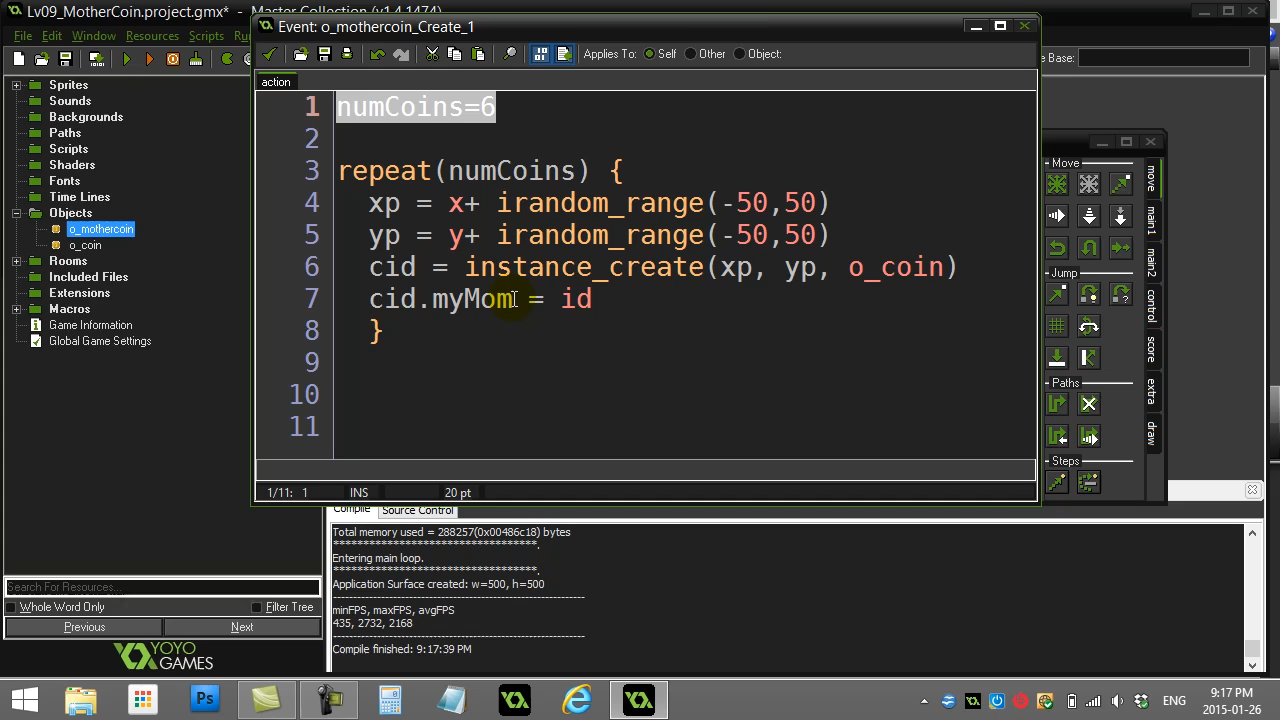 Lv09_MotherCoin.project.gmx* - Master Collection (v1.4.1474)
File Edit Window Resources Scripts Ru
Base:
Event: o_mothercoin_Create_1
Applies To: Self Other Object:
action
1 numCoins=6
2
3 repeat(numCoins) {
4 xp = x+ irandom_range(-50,50)
5 yp = y+ irandom_range(-50,50)
6 cid = instance_create(xp, yp, o_coin)
7 cid.myMom = id
8 }
9
10
11
1/11: 1 INS 20 pt
Sprites
Sounds
Backgrounds
Paths
Scripts
Shaders
Fonts
Time Lines
Objects
o_mothercoin
o_coin
Rooms
Included Files
Extensions
Macros
Game Information
Global Game Settings
Search For Resources...
Whole Word Only Filter Tree
Previous Next
YOYO
GAMES
Move
Jump
Paths
Steps
move
main1
main2
control
score
extra
draw
Compile Source Control
Total memory used = 288257(0x00486c18) bytes
**********************************.
Entering main loop.
**********************************.
Application Surface created: w=500, h=500
---------------------------------------------------------------
minFPS, maxFPS, avgFPS
435, 2732, 2168
---------------------------------------------------------------
Compile finished: 9:17:39 PM
Ps
ENG
9:17 PM
2015-01-26